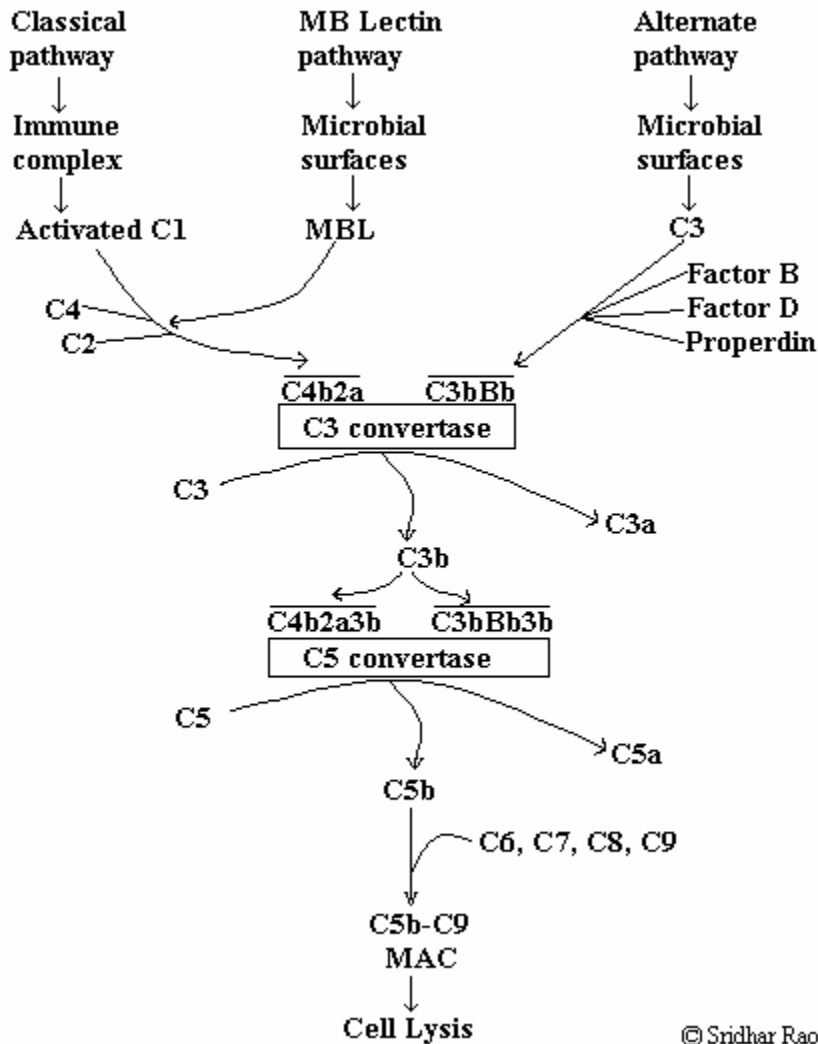 Classical
pathway
MB Lectin
pathway
Alternate
pathway
Immune
complex
Microbial
surfaces
Microbial
surfaces
Activated C1
MBL
C3
C4
C2
Factor B
Factor D
Properdin
C4b2a
C3bBb
C3 convertase
C3
C3a
C3b
C4b2a3b
C3bBb3b
C5 convertase
C5
C5a
C5b
C6, C7, C8, C9
C5b-C9
MAC
Cell Lysis
© Sridhar Rao